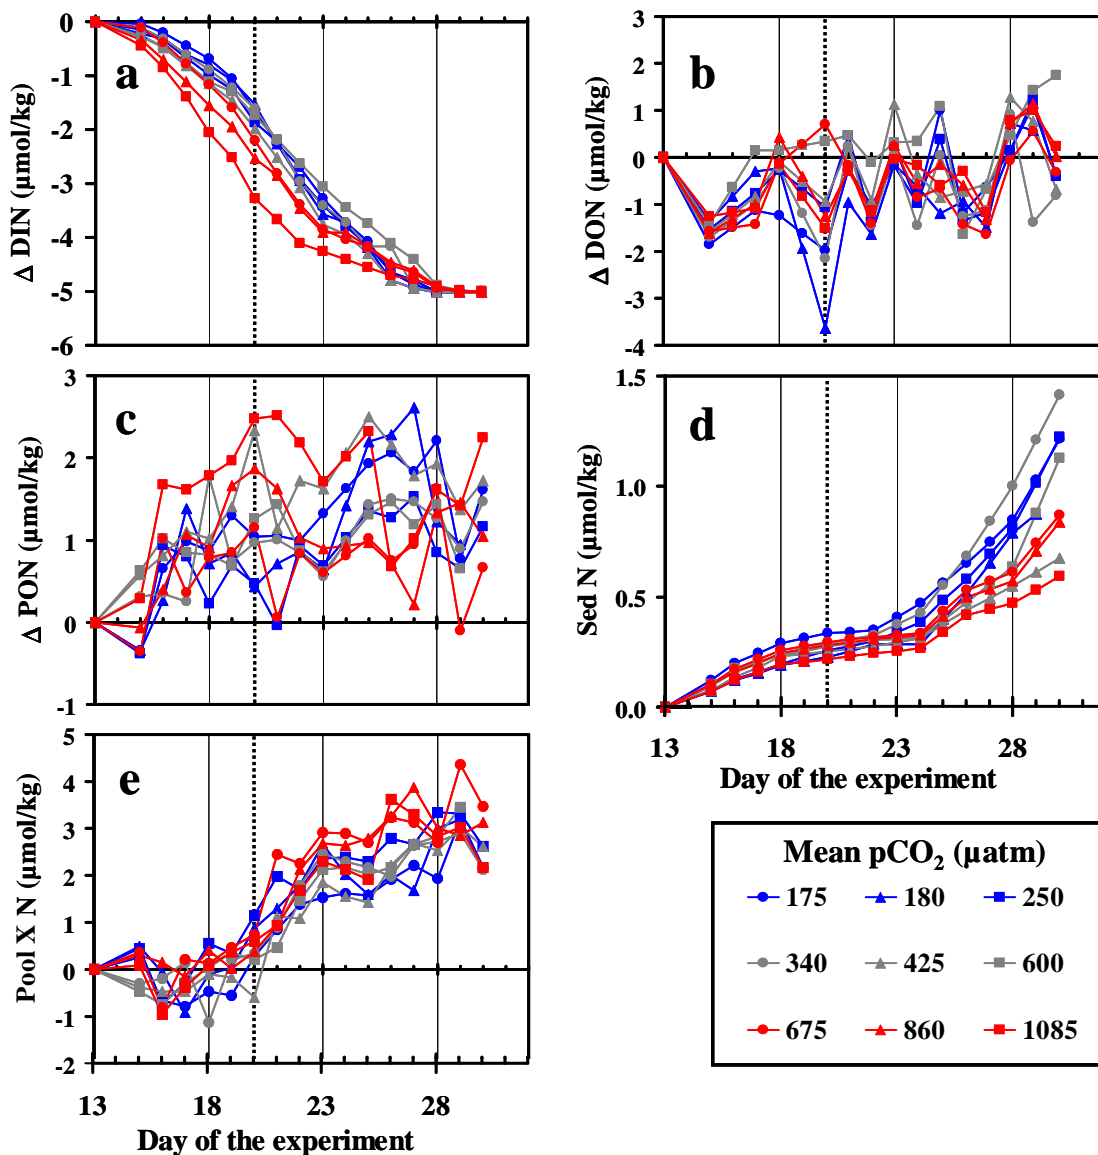 a
Δ DIN (μmol/kg)
0
-1
-2
-3
-4
-5
-6
b
Δ DON (μmol/kg)
3
2
1
0
-1
-2
-3
-4
c
Δ PON (μmol/kg)
3
2
1
0
-1
d
Sed N (μmol/kg)
1.5
1.0
0.5
0.0
13 18 23 28
Day of the experiment
e
Pool X N (μmol/kg)
5
4
3
2
1
0
-1
-2
13 18 23 28
Day of the experiment
Mean pCO₂ (μatm)
175 180 250
340 425 600
675 860 1085